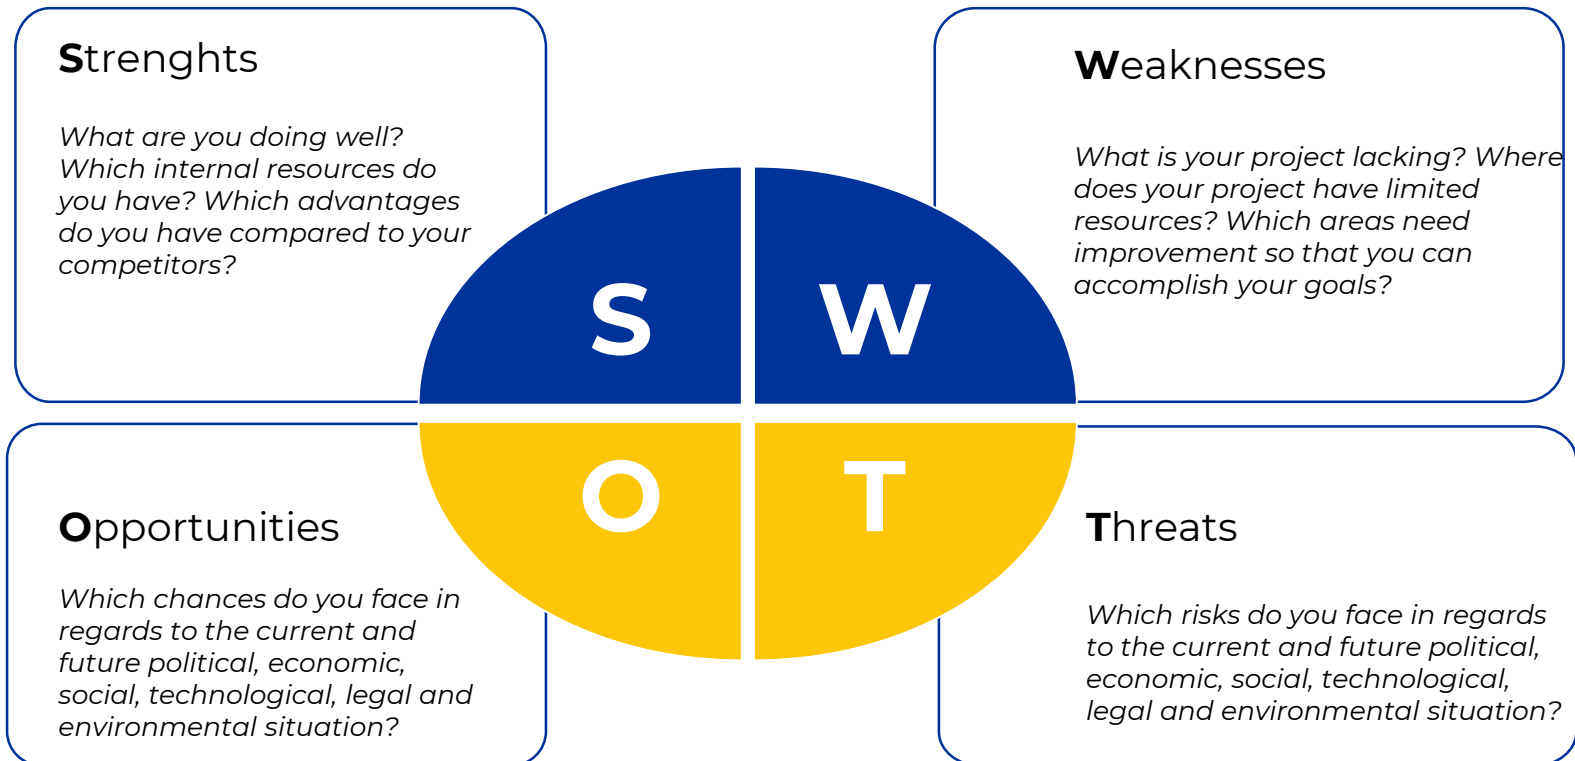 Strenghts
What are you doing well?
Which internal resources do
you have? Which advantages
do you have compared to your
competitors?
Weaknesses
What is your project lacking? Where
does your project have limited
resources? Which areas need
improvement so that you can
accomplish your goals?
S
W
O
T
Opportunities
Which chances do you face in
regards to the current and
future political, economic,
social, technological, legal and
environmental situation?
Threats
Which risks do you face in regards
to the current and future political,
economic, social, technological,
legal and environmental situation?